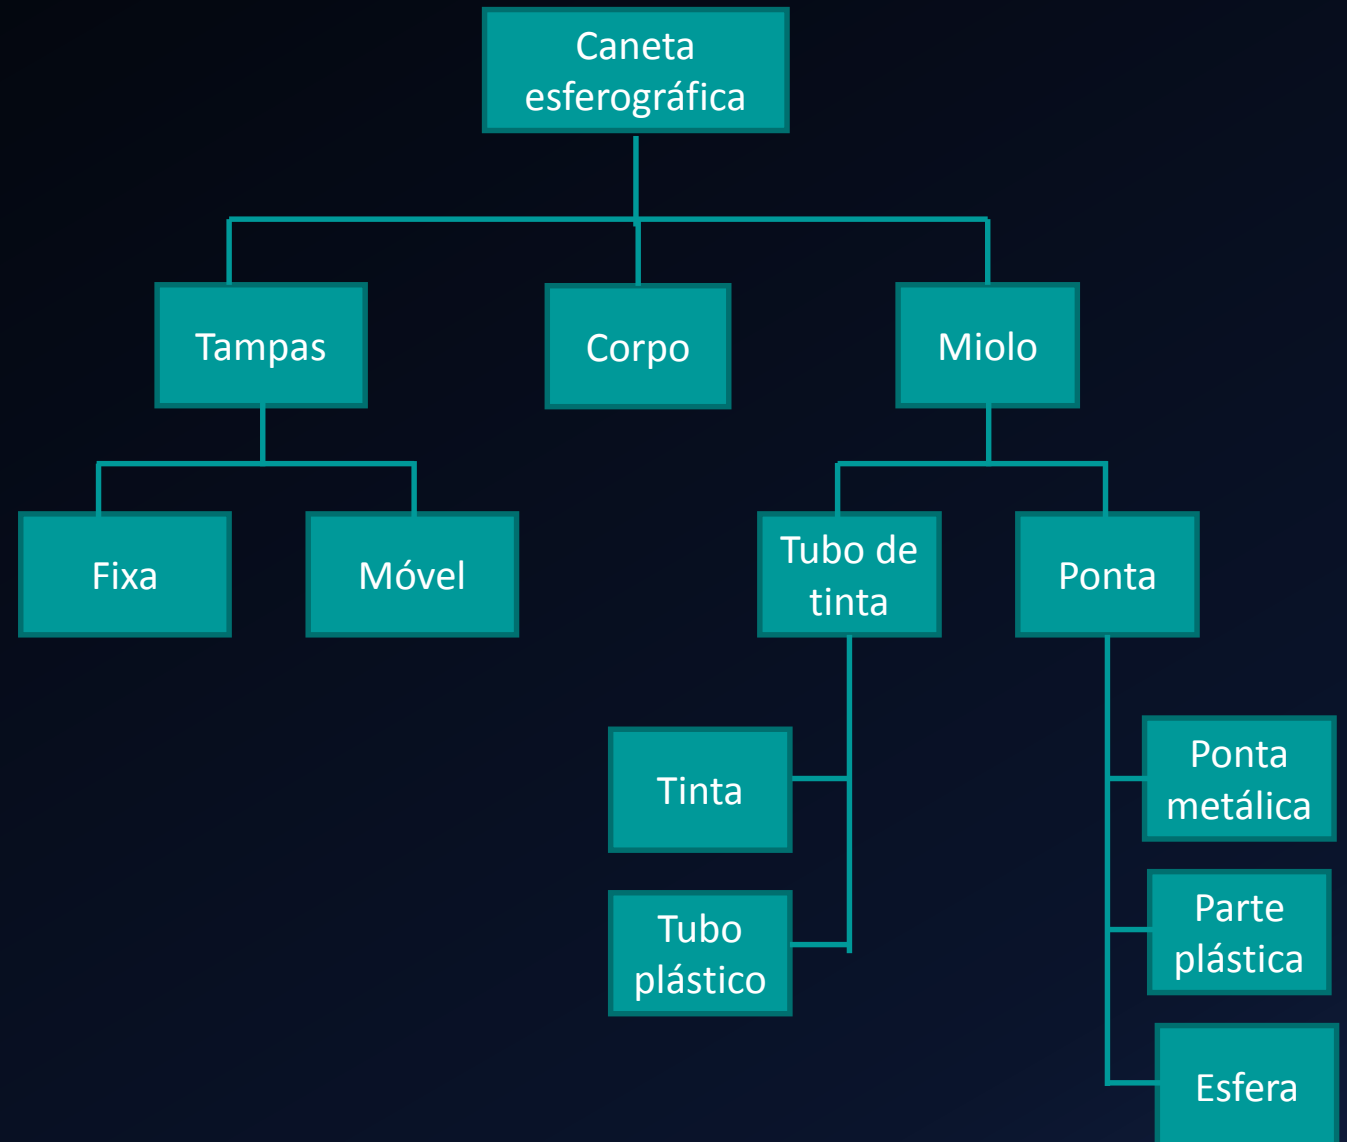 Caneta
esferográfica
Tampas
Corpo
Miolo
Fixa
Móvel
Tubo de
tinta
Ponta
Tinta
Tubo
plástico
Ponta
metálica
Parte
plástica
Esfera